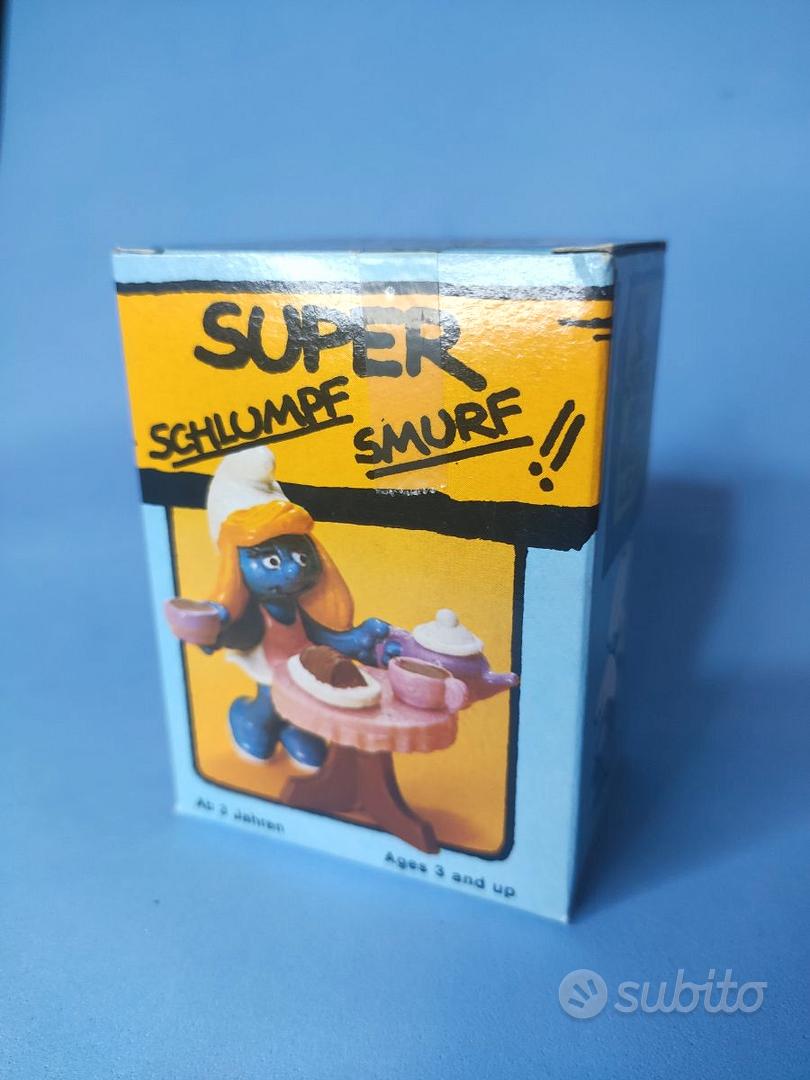 SUPER
SCHLUMPF
SMURF!!
Ab 3 Jahren
Ages 3 and up
subito